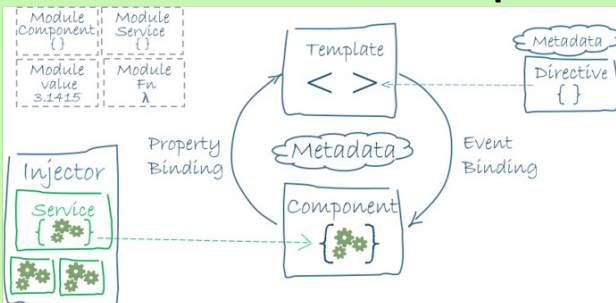 Module
Component
{ }
Module
Service
{ }
Module
value
3.1415
Module
Fn
λ
Template
< >
Metadata
Directive
{ }
Property
Binding
Metadata
Event
Binding
Injector
Service
{ }
Component
{ }